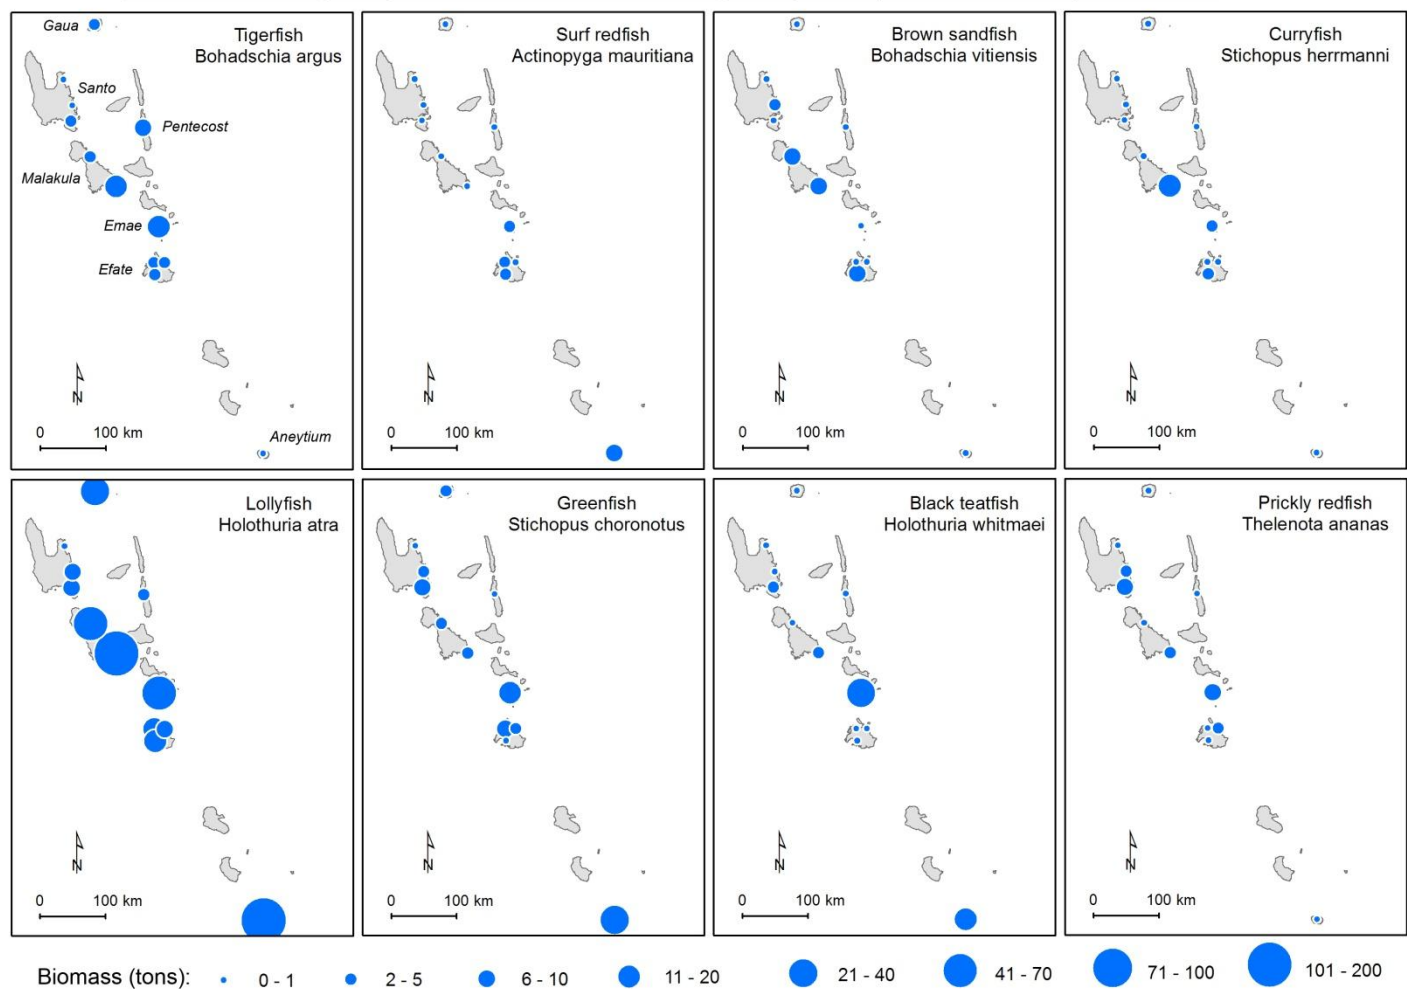 Tigerfish
Bohadschia argus
Gaua
Santo
Pentecost
Malakula
Emae
Efate
N
0 100 km
Aneytium
Surf redfish
Actinopyga mauritiana
N
0 100 km
Brown sandfish
Bohadschia vitiensis
N
0 100 km
Curryfish
Stichopus herrmanni
N
0 100 km
Lollyfish
Holothuria atra
N
0 100 km
Greenfish
Stichopus choronotus
N
0 100 km
Black teatfish
Holothuria whitmaei
N
0 100 km
Prickly redfish
Thelenota ananas
N
0 100 km
Biomass (tons): 0 - 1 2 - 5 6 - 10 11 - 20 21 - 40 41 - 70 71 - 100 101 - 200